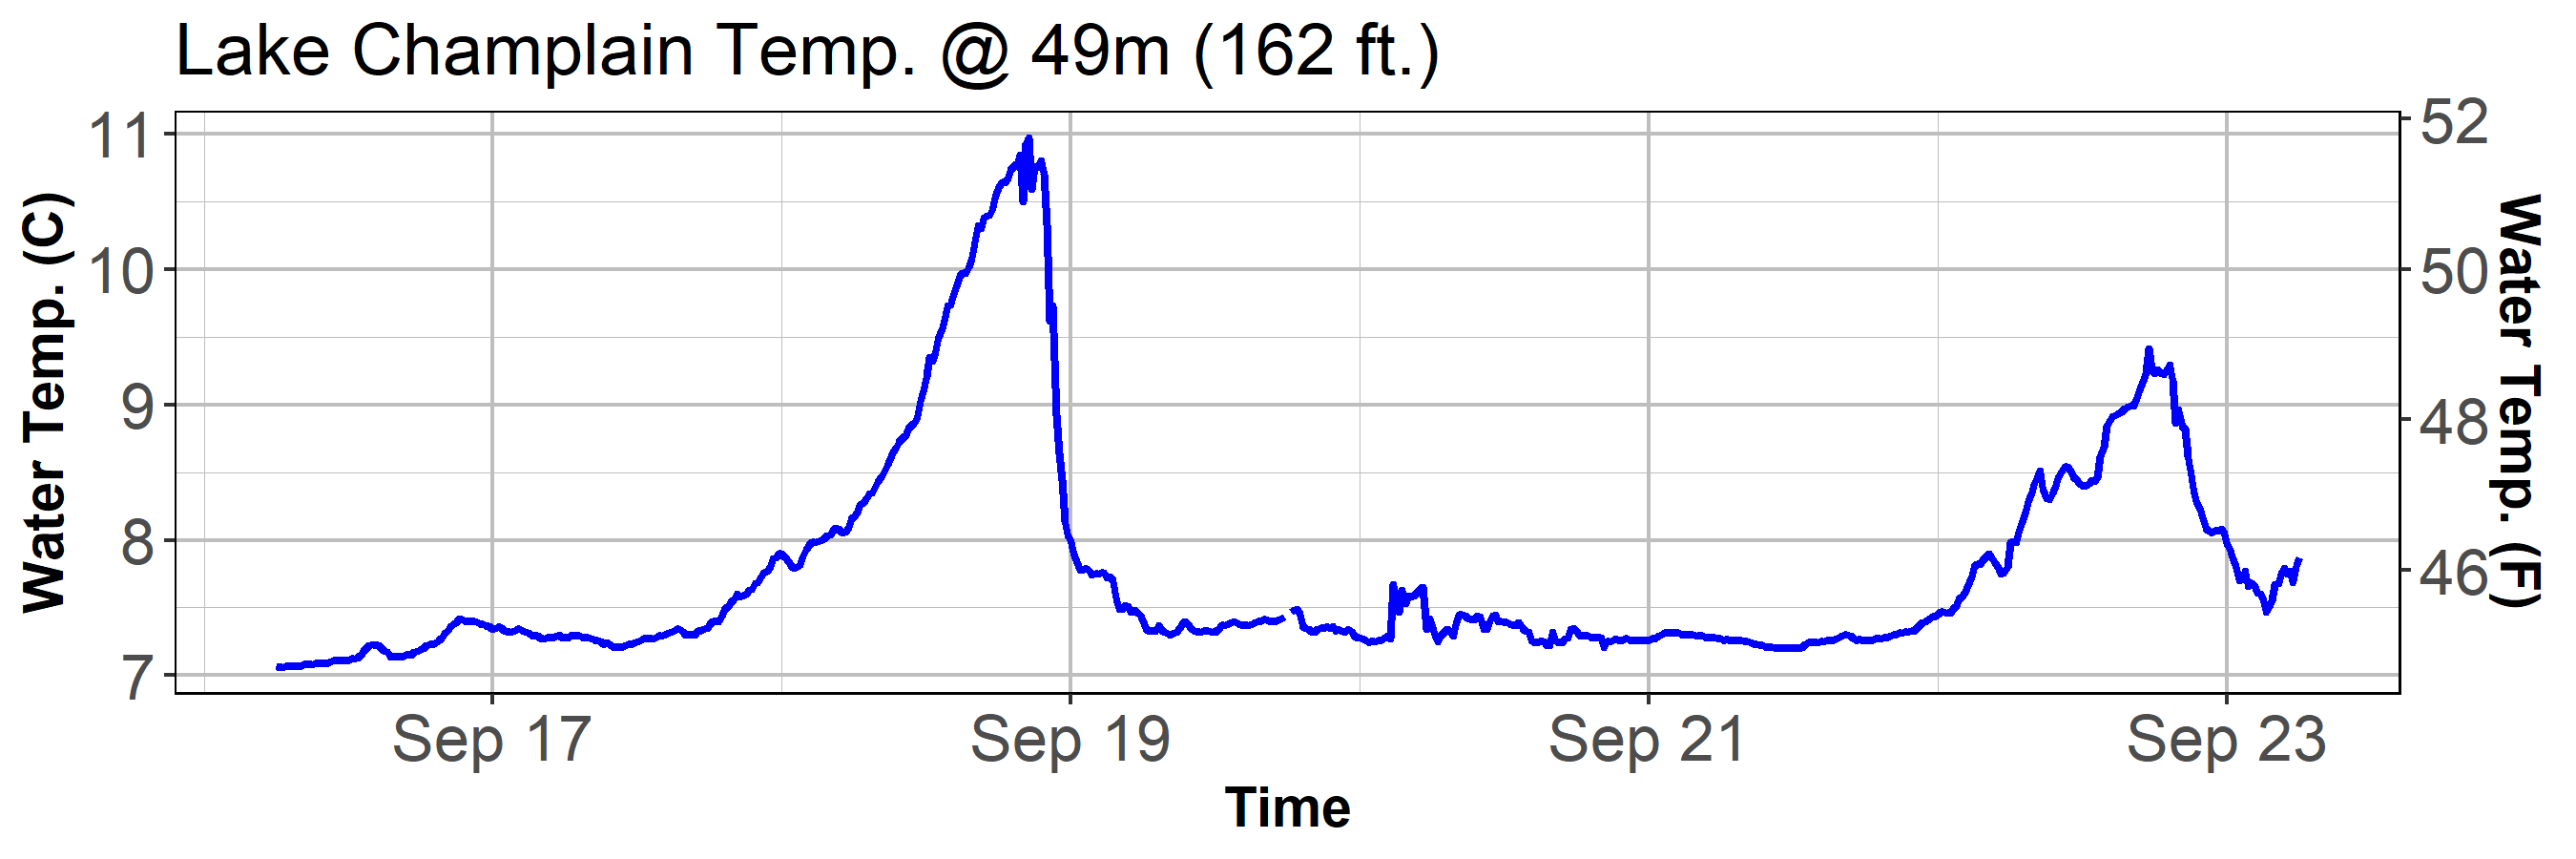 Lake Champlain Temp. @ 49m (162 ft.)
Water Temp. (C)
11
10
9
8
7
52
50
48
46
Water Temp. (F)
Sep 17
Sep 19
Sep 21
Sep 23
Time